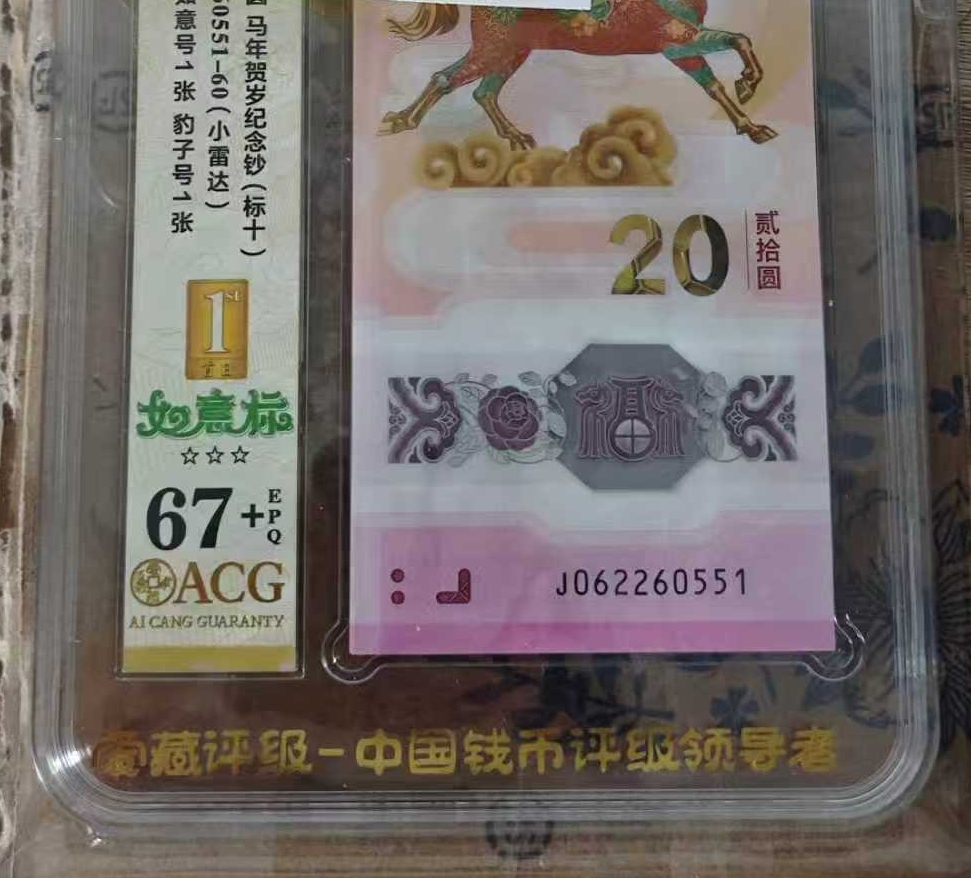 马年贺岁纪念钞(标十)
0551-60(小雷达)
如意号1张 豹子号1张
1st
首日
如意标
☆☆☆
67+EPQ
ACG
AI CANG GUARANTY
20
贰拾圆
J062260551
爱藏评级-中国钱币评级领导者